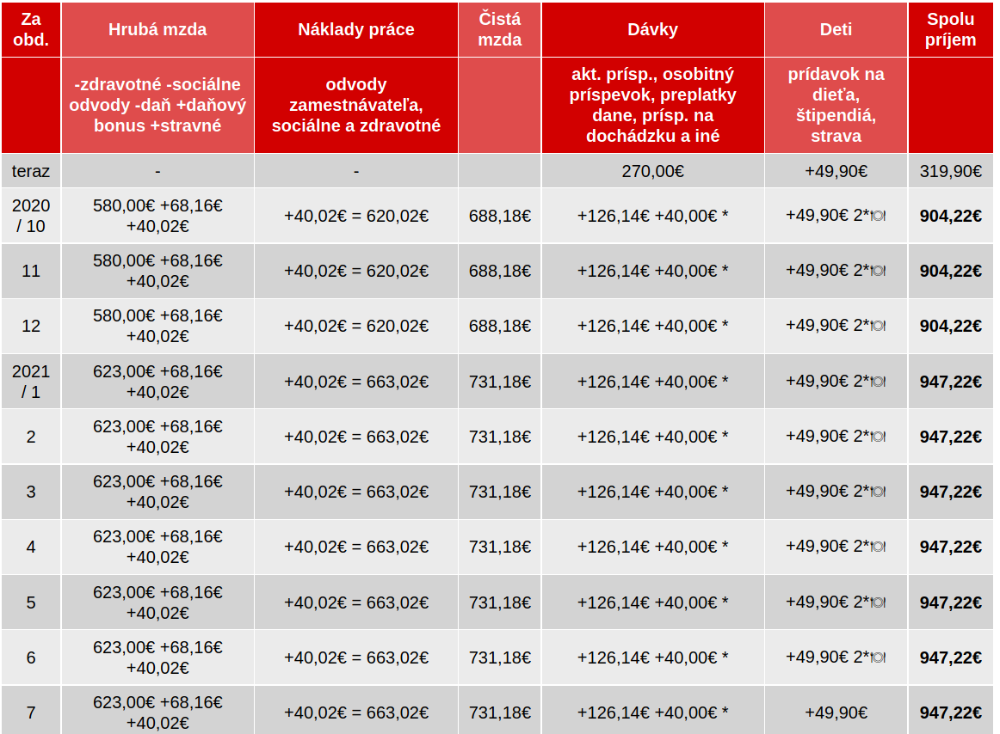 Za obd. Hrubá mzda Náklady práce Čistá mzda Dávky Deti Spolu príjem
-zdravotné -sociálne odvody -daň +daňový bonus +stravné odvody zamestnávateľa, sociálne a zdravotné akt. prísp., osobitný príspevok, preplatky dane, prísp. na dochádzku a iné prídavok na dieťa, štipendiá, strava
teraz - - 270,00€ +49,90€ 319,90€
2020 / 10 580,00€ +68,16€ +40,02€ +40,02€ = 620,02€ 688,18€ +126,14€ +40,00€ * +49,90€ 2*🍽 904,22€
11 580,00€ +68,16€ +40,02€ +40,02€ = 620,02€ 688,18€ +126,14€ +40,00€ * +49,90€ 2*🍽 904,22€
12 580,00€ +68,16€ +40,02€ +40,02€ = 620,02€ 688,18€ +126,14€ +40,00€ * +49,90€ 2*🍽 904,22€
2021 / 1 623,00€ +68,16€ +40,02€ +40,02€ = 663,02€ 731,18€ +126,14€ +40,00€ * +49,90€ 2*🍽 947,22€
2 623,00€ +68,16€ +40,02€ +40,02€ = 663,02€ 731,18€ +126,14€ +40,00€ * +49,90€ 2*🍽 947,22€
3 623,00€ +68,16€ +40,02€ +40,02€ = 663,02€ 731,18€ +126,14€ +40,00€ * +49,90€ 2*🍽 947,22€
4 623,00€ +68,16€ +40,02€ +40,02€ = 663,02€ 731,18€ +126,14€ +40,00€ * +49,90€ 2*🍽 947,22€
5 623,00€ +68,16€ +40,02€ +40,02€ = 663,02€ 731,18€ +126,14€ +40,00€ * +49,90€ 2*🍽 947,22€
6 623,00€ +68,16€ +40,02€ +40,02€ = 663,02€ 731,18€ +126,14€ +40,00€ * +49,90€ 2*🍽 947,22€
7 623,00€ +68,16€ +40,02€ +40,02€ = 663,02€ 731,18€ +126,14€ +40,00€ * +49,90€ 947,22€